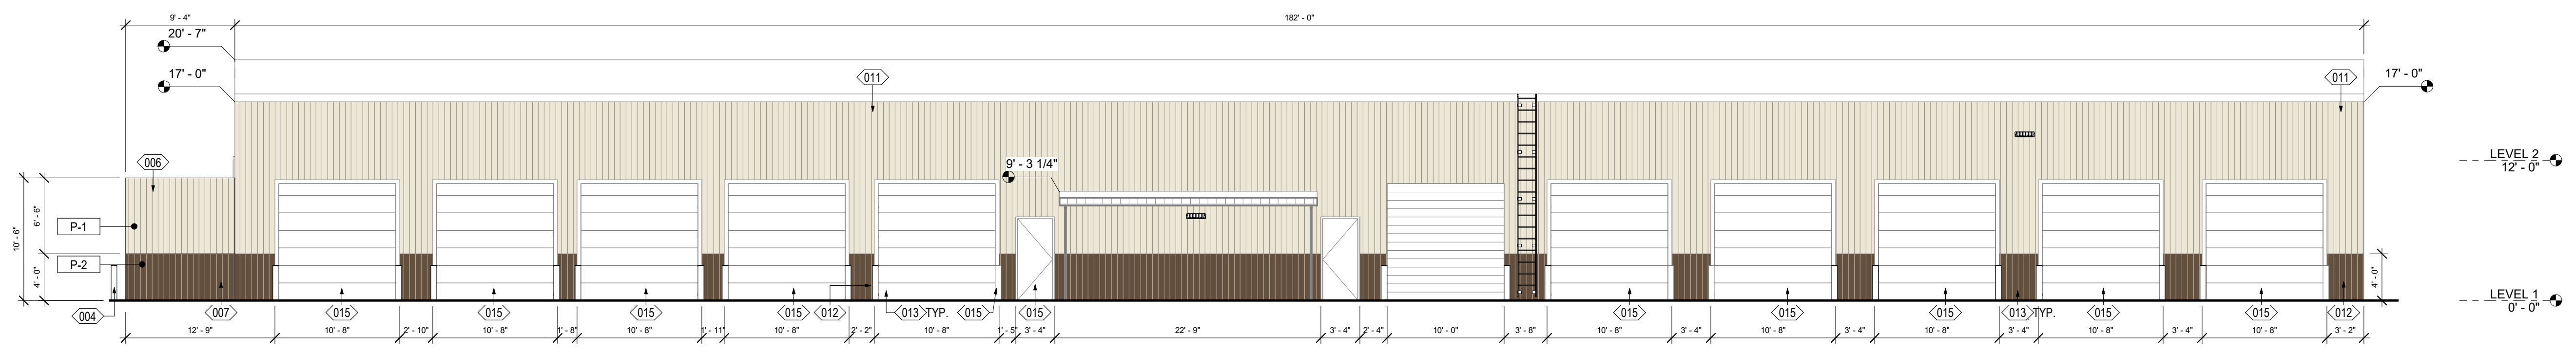 9' - 4"
182' - 0"
20' - 7"
17' - 0"
011
011
17' - 0"
006
9' - 3 1/4"
LEVEL 2
12' - 0"
6' - 6"
10' - 6"
P-1
P-2
4' - 0"
4' - 0"
LEVEL 1
0' - 0"
004
007
015
015
015
015
012
013 TYP.
015
015
015
015
015
013 TYP.
015
015
012
12' - 9"
10' - 8"
2' - 10"
10' - 8"
1' - 8"
10' - 8"
1' - 11"
10' - 8"
2' - 2"
10' - 8"
1' - 5"
3' - 4"
22' - 9"
3' - 4"
2' - 4"
10' - 0"
3' - 8"
10' - 8"
3' - 4"
10' - 8"
3' - 4"
10' - 8"
3' - 4"
10' - 8"
3' - 4"
10' - 8"
3' - 2"